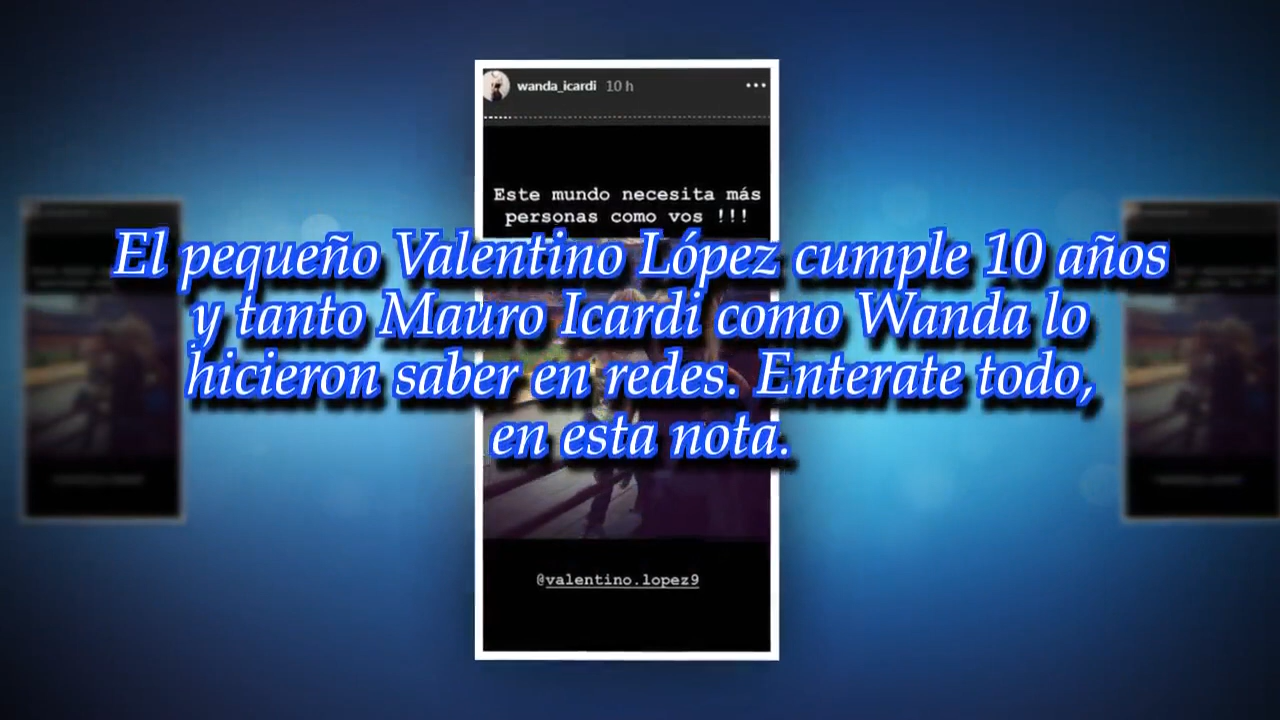 wanda_icardi 10 h
Este mundo necesita más
personas como vos !!!
El pequeño Valentino López cumple 10 años
y tanto Mauro Icardi como Wanda lo
hicieron saber en redes. Enterate todo,
en esta nota.
@valentino.lopez9